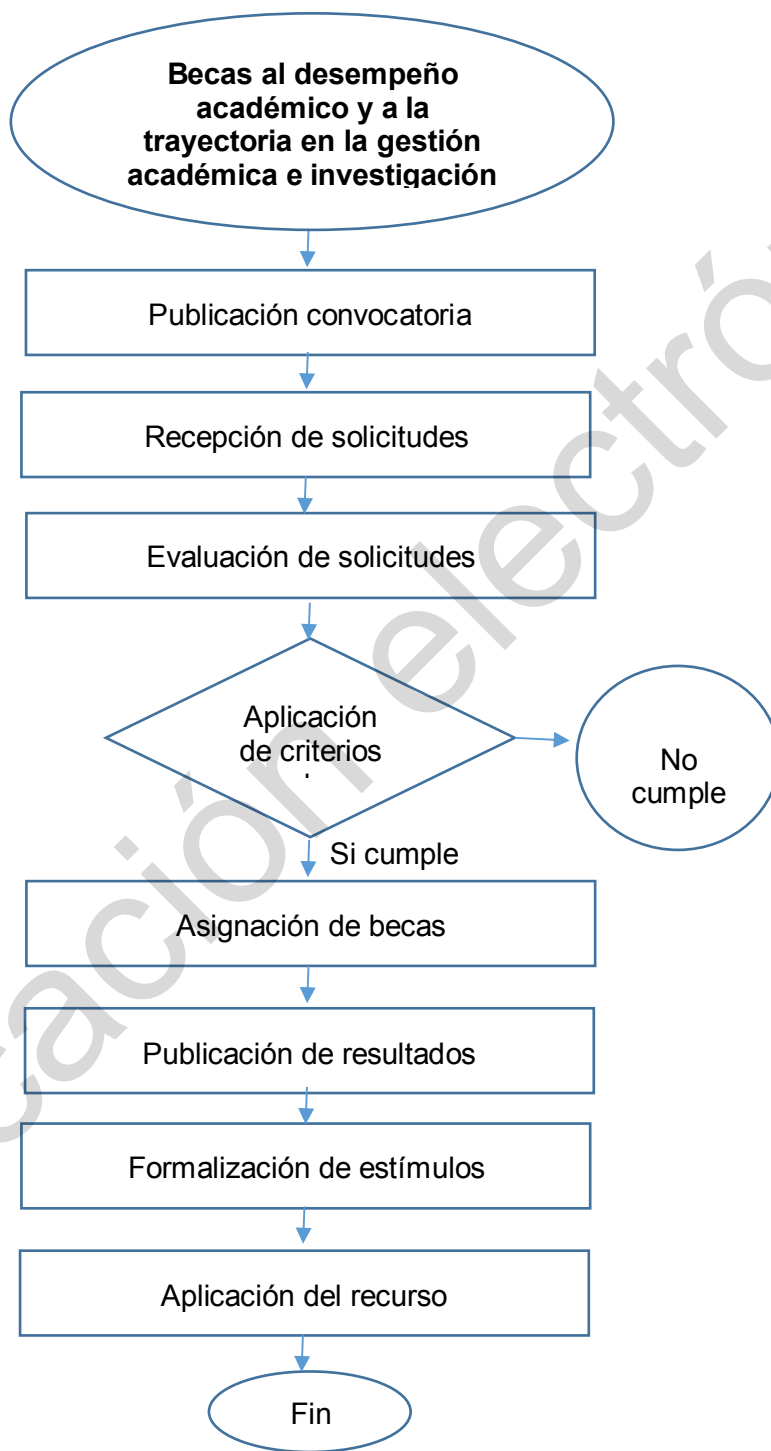 Becas al desempeño
académico y a la
trayectoria en la gestión
académica e investigación
Publicación convocatoria
Recepción de solicitudes
Evaluación de solicitudes
Aplicación
de criterios
No
cumple
Si cumple
Asignación de becas
Publicación de resultados
Formalización de estímulos
Aplicación del recurso
Fin
cación electró